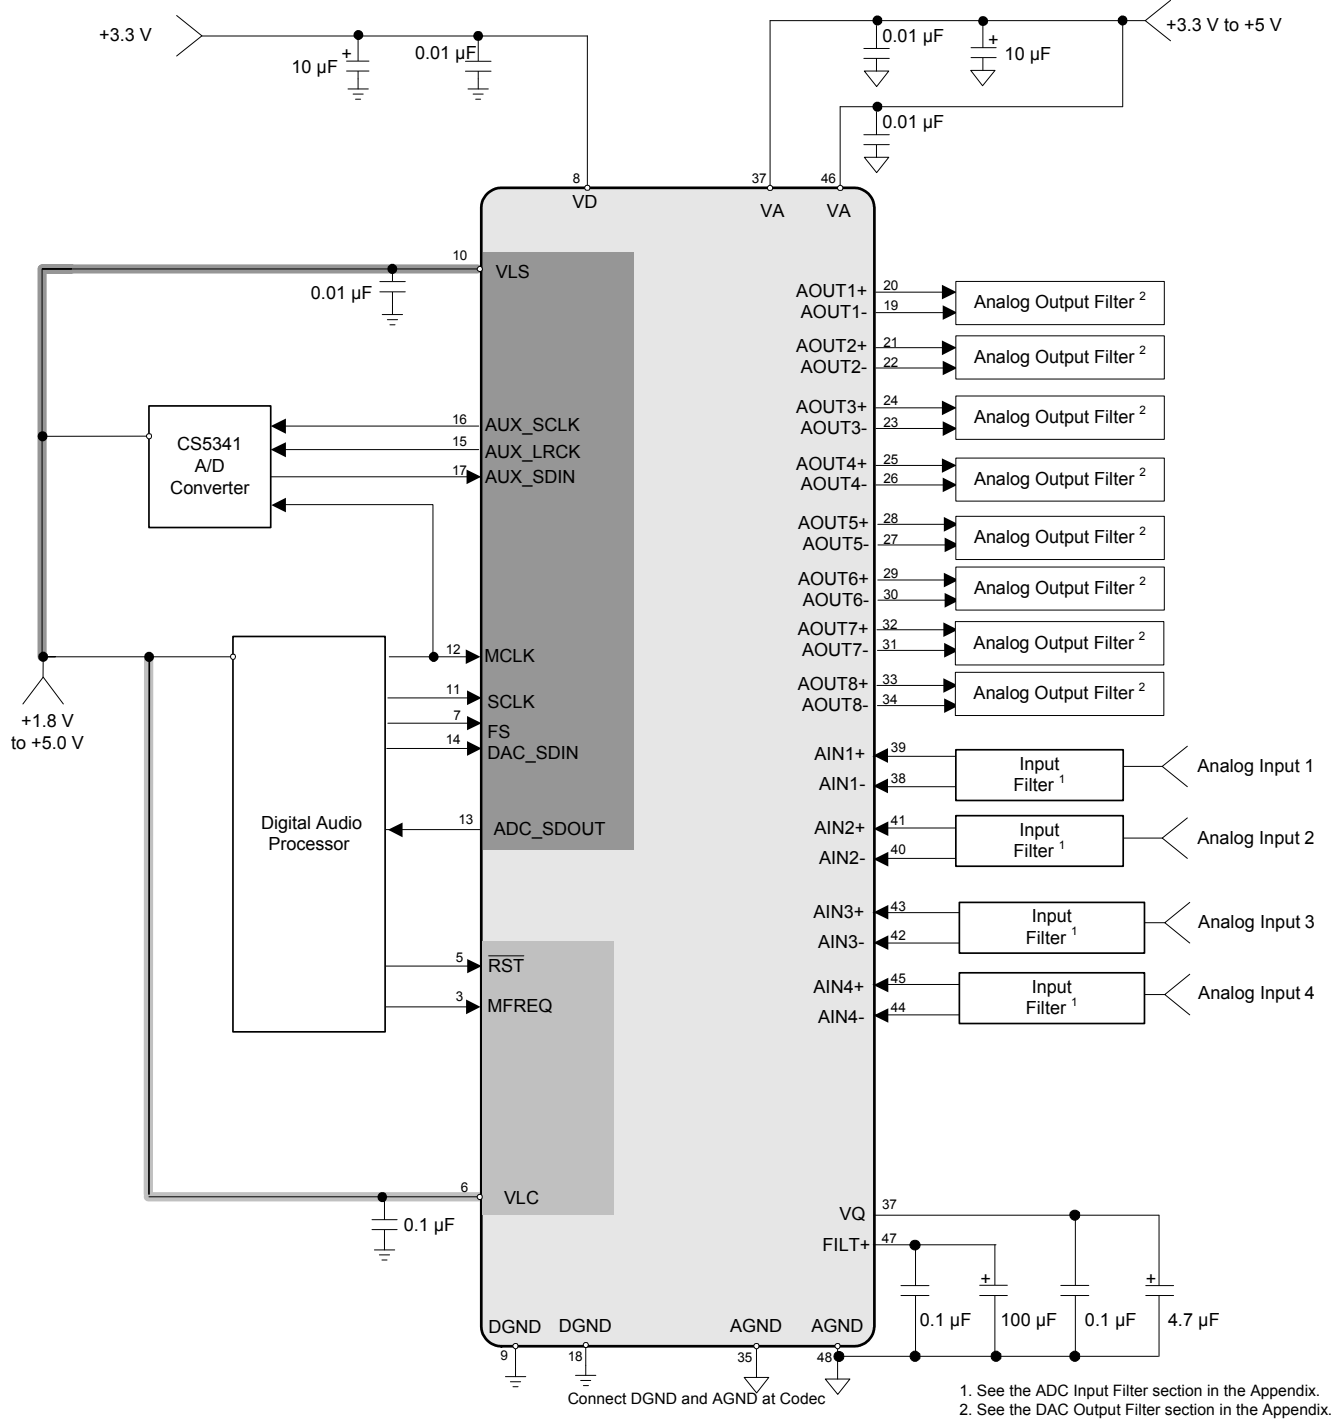 +3.3 V
+
10 µF
0.01 µF
0.01 µF
+
10 µF
+3.3 V to +5 V
0.01 µF
8
VD
37
VA
46
VA
10
VLS
0.01 µF
CS5341
A/D
Converter
16
AUX_SCLK
15
AUX_LRCK
17
AUX_SDIN
12
MCLK
11
SCLK
7
FS
14
DAC_SDIN
13
ADC_SDOUT
+1.8 V
to +5.0 V
Digital Audio
Processor
5
RST
3
MFREQ
6
VLC
0.1 µF
AOUT1+ 20
AOUT1- 19
Analog Output Filter 2
AOUT2+ 21
AOUT2- 22
Analog Output Filter 2
AOUT3+ 24
AOUT3- 23
Analog Output Filter 2
AOUT4+ 25
AOUT4- 26
Analog Output Filter 2
AOUT5+ 28
AOUT5- 27
Analog Output Filter 2
AOUT6+ 29
AOUT6- 30
Analog Output Filter 2
AOUT7+ 32
AOUT7- 31
Analog Output Filter 2
AOUT8+ 33
AOUT8- 34
Analog Output Filter 2
AIN1+ 39
AIN1- 38
Input
Filter 1
Analog Input 1
AIN2+ 41
AIN2- 40
Input
Filter 1
Analog Input 2
AIN3+ 43
AIN3- 42
Input
Filter 1
Analog Input 3
AIN4+ 45
AIN4- 44
Input
Filter 1
Analog Input 4
VQ 37
FILT+ 47
0.1 µF
+
100 µF
0.1 µF
+
4.7 µF
DGND
9
DGND
18
AGND
35
AGND
48
Connect DGND and AGND at Codec
1. See the ADC Input Filter section in the Appendix.
2. See the DAC Output Filter section in the Appendix.